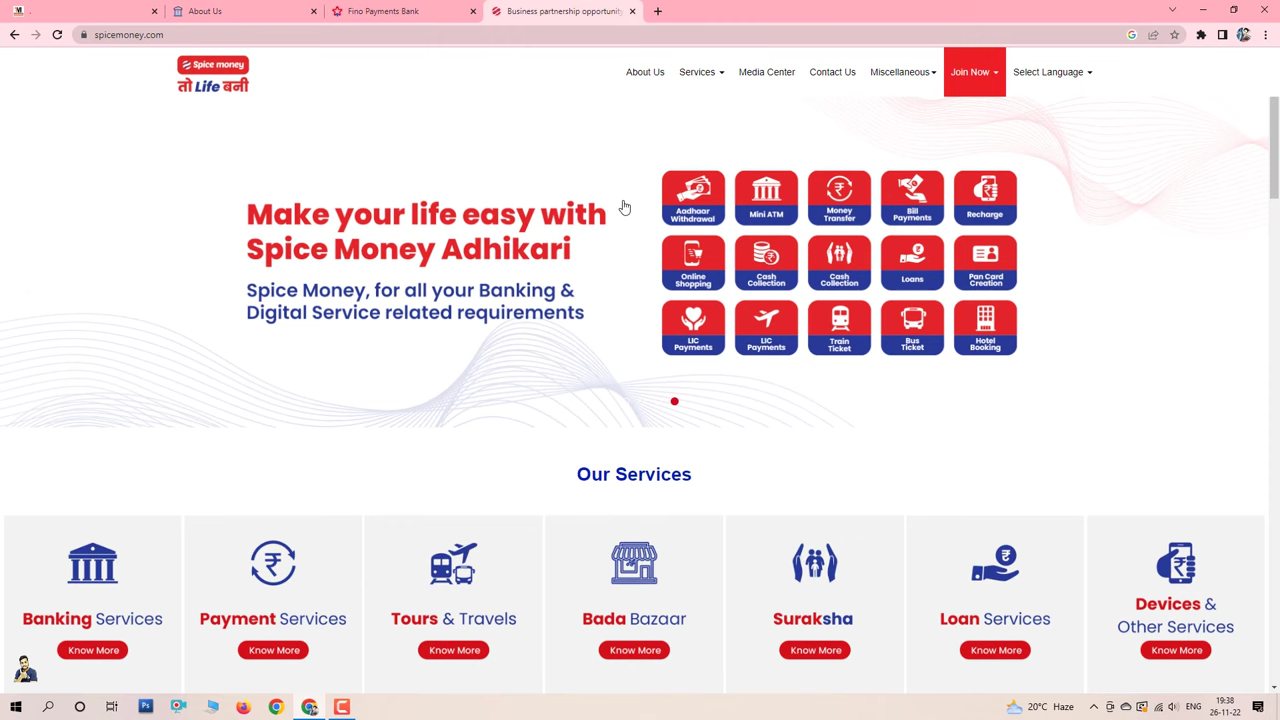 About Us
Fino Payments Bank
Business partnership opportunity
spicemoney.com
Spice money
तो Life बनी
About Us Services Media Center Contact Us Miscellaneous Join Now Select Language
Make your life easy with
Spice Money Adhikari
Spice Money, for all your Banking &
Digital Service related requirements
Aadhaar Withdrawal
Mini ATM
Money Transfer
Bill Payments
Recharge
Online Shopping
Cash Collection
Cash Collection
Loans
Pan Card Creation
LIC Payments
LIC Payments
Train Ticket
Bus Ticket
Hotel Booking
Our Services
Banking Services
Payment Services
Tours & Travels
Bada Bazaar
Suraksha
Loan Services
Devices &
Other Services
Know More
Know More
Know More
Know More
Know More
Know More
Know More
Ps
20°C Haze
ENG
19:38
26-11-22